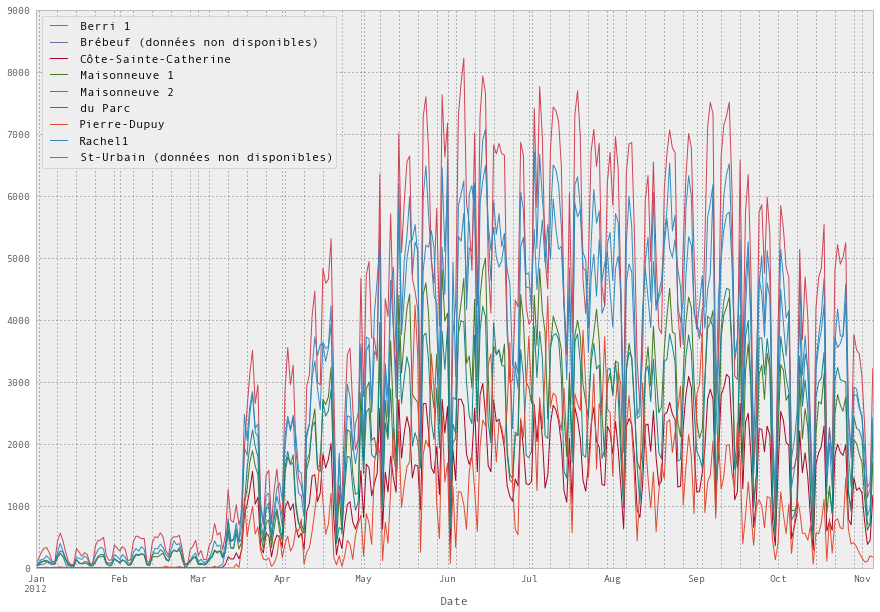 9000
8000
7000
6000
5000
4000
3000
2000
1000
0
Berri 1
Brébeuf (données non disponibles)
Côte-Sainte-Catherine
Maisonneuve 1
Maisonneuve 2
du Parc
Pierre-Dupuy
Rachel1
St-Urbain (données non disponibles)
Jan Feb Mar Apr May Jun Jul Aug Sep Oct Nov
2012
Date